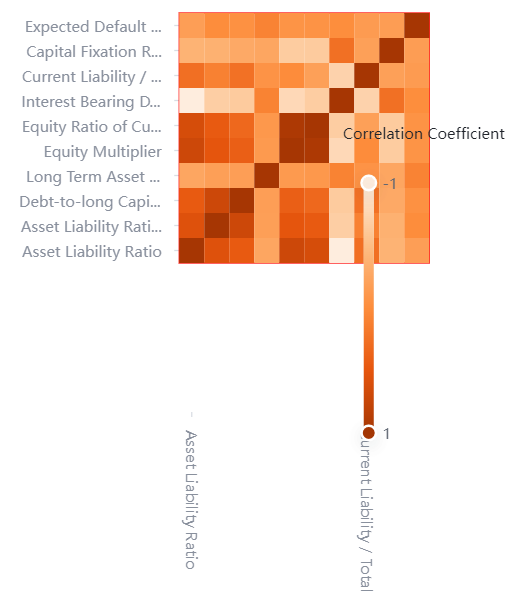 Expected Default ...
Capital Fixation R...
Current Liability / ...
Interest Bearing D...
Equity Ratio of Cu...
Equity Multiplier
Long Term Asset ...
Debt-to-long Capi...
Asset Liability Rati...
Asset Liability Ratio
Correlation Coefficient
-1
1
Asset Liability Ratio
urrent Liability / Total